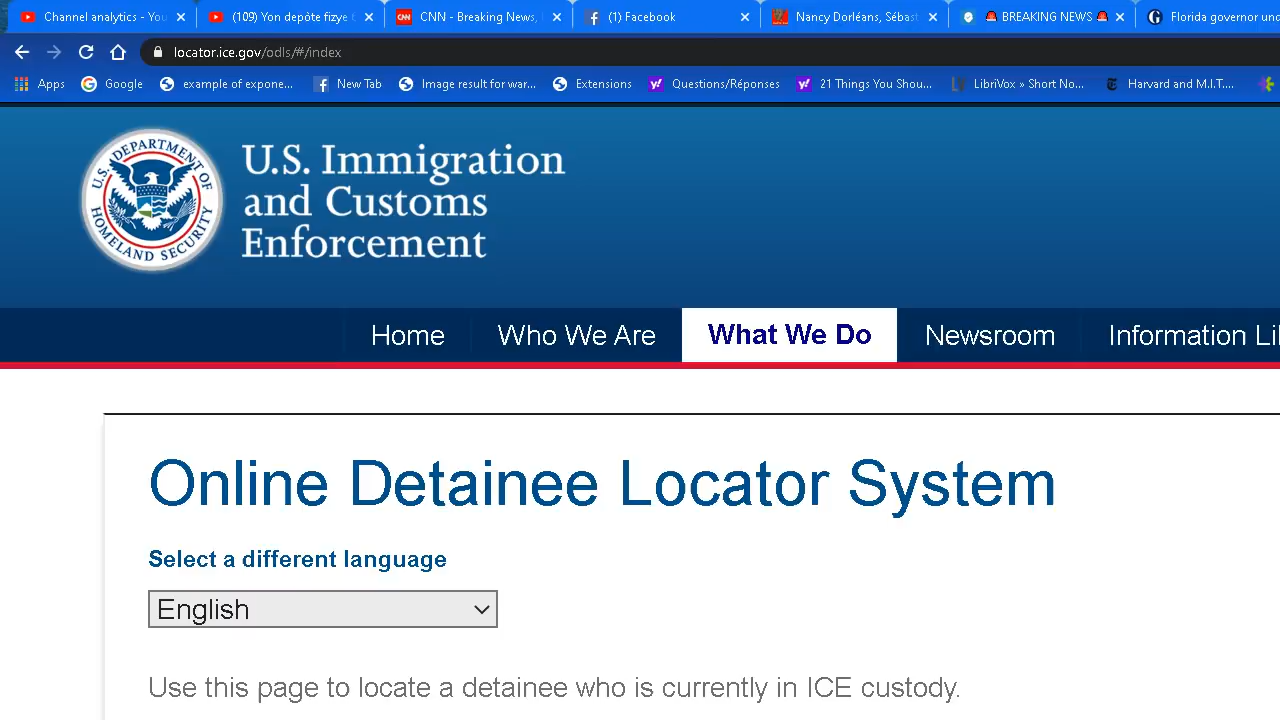 Channel analytics - You
(109) Yon depòte fizye
CNN - Breaking News,
(1) Facebook
Nancy Dorléans, Sébast
BREAKING NEWS
Florida governor und
locator.ice.gov/odls/#/index
Apps Google example of expone... New Tab Image result for war... Extensions Questions/Réponses 21 Things You Shou... LibriVox » Short No... Harvard and M.I.T....
U.S. DEPARTMENT OF
HOMELAND SECURITY
U.S. Immigration
and Customs
Enforcement
Home Who We Are What We Do Newsroom Information Li
Online Detainee Locator System
Select a different language
English
Use this page to locate a detainee who is currently in ICE custody.